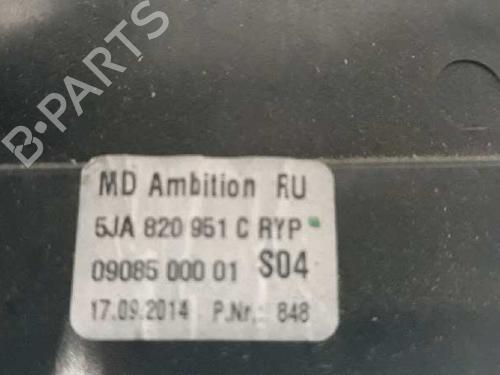 B-PARTS
MD Ambition RU
5JA 820 951 C RYP
09085 000 01 S04
17.09.2014 P.Nr.: 848